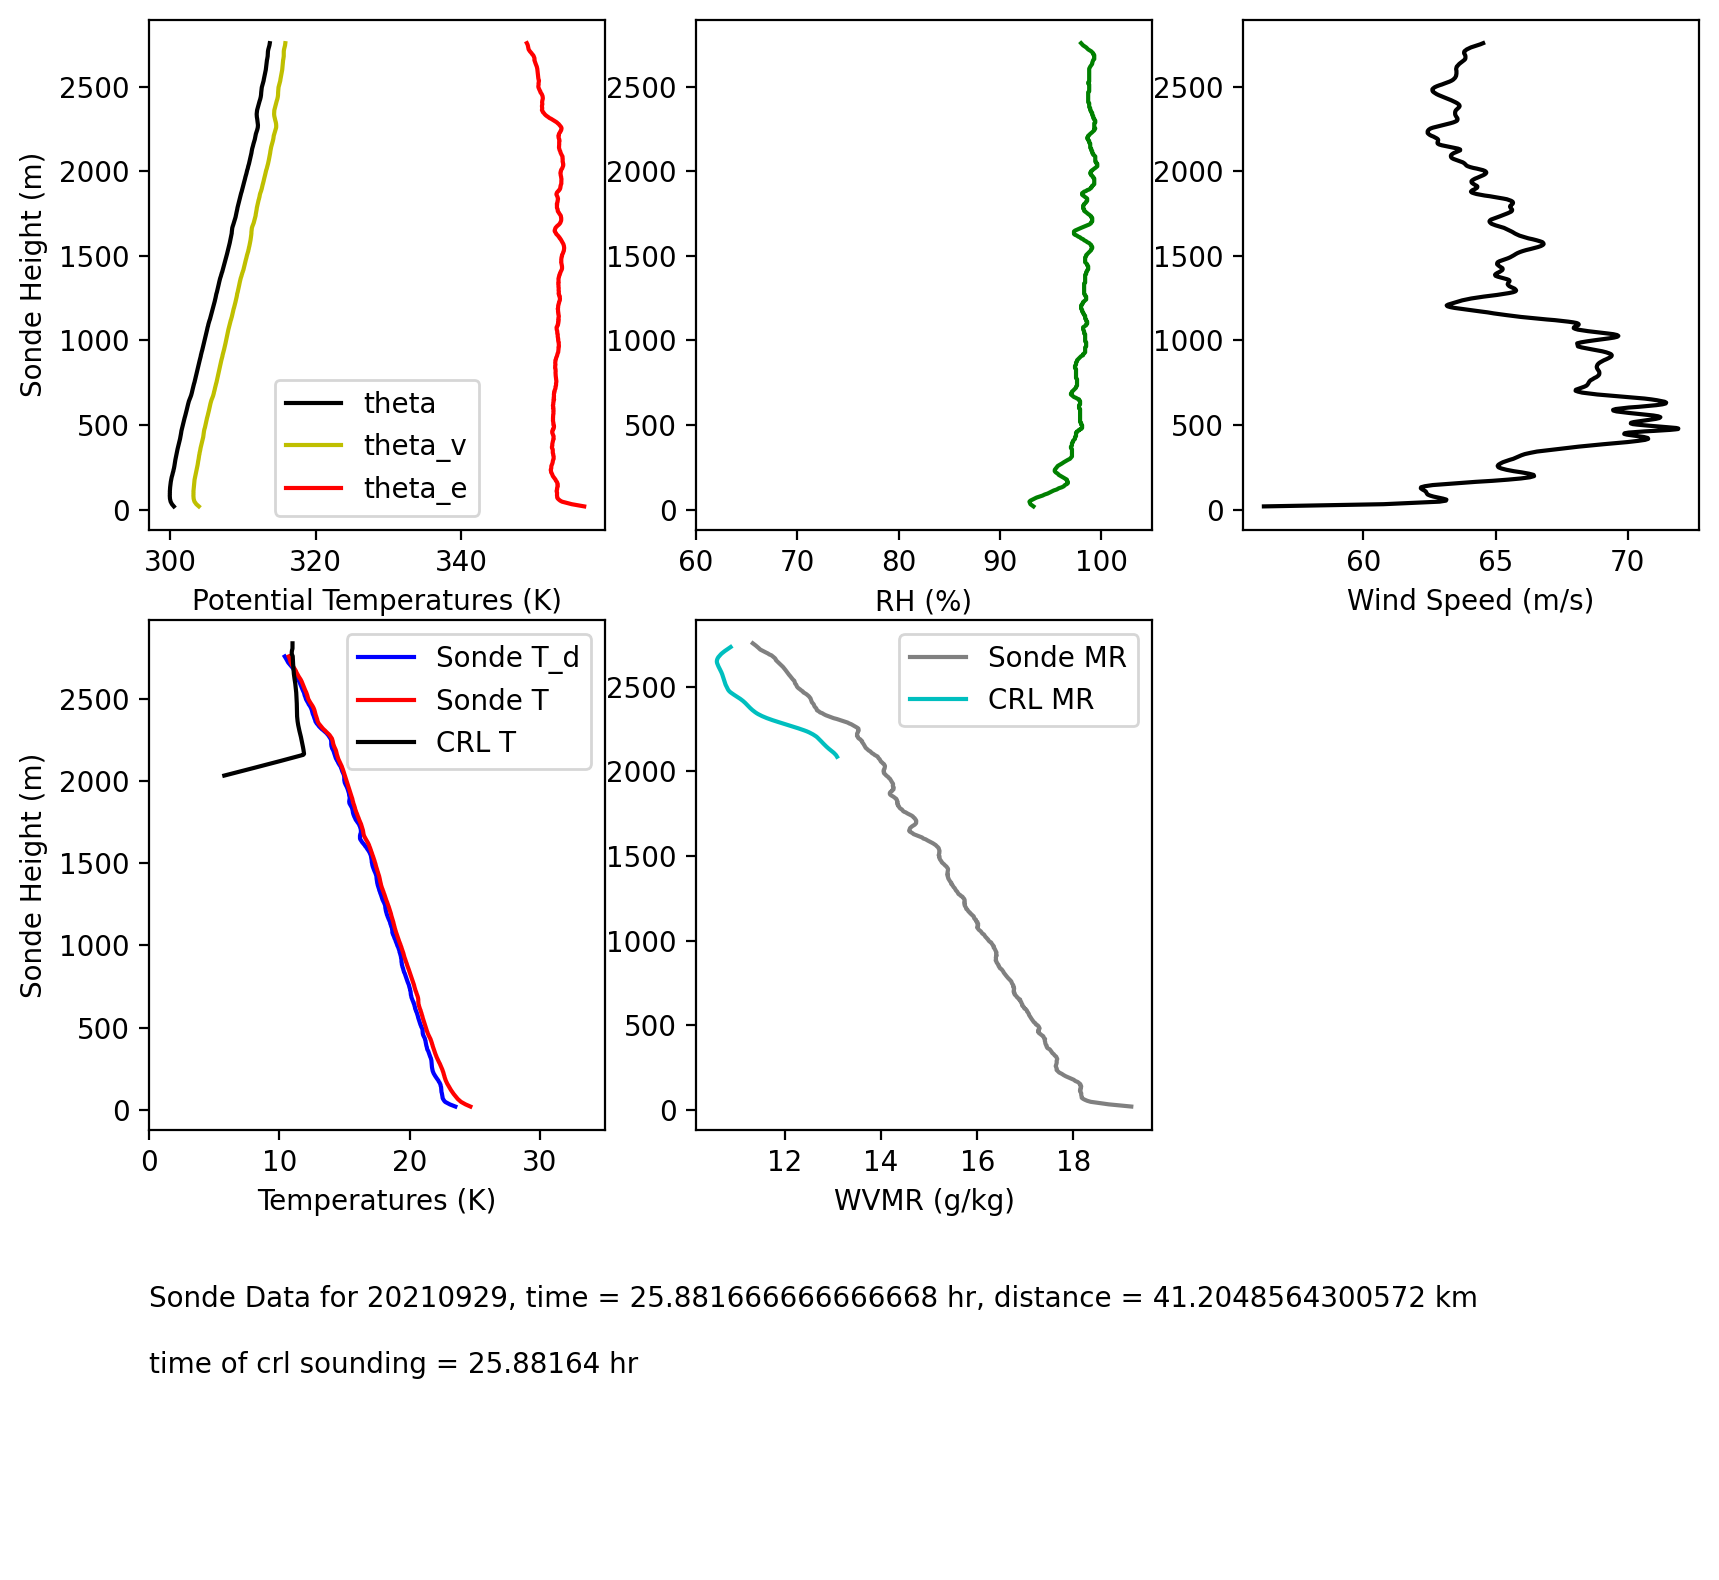 2500
2000
1500
1000
500
0
Sonde Height (m)
theta
theta_v
theta_e
300 320 340
Potential Temperatures (K)
2500
2000
1500
1000
500
0
60 70 80 90 100
RH (%)
2500
2000
1500
1000
500
0
60 65 70
Wind Speed (m/s)
2500
2000
1500
1000
500
0
Sonde Height (m)
Sonde T_d
Sonde T
CRL T
0 10 20 30
Temperatures (K)
2500
2000
1500
1000
500
0
Sonde MR
CRL MR
12 14 16 18
WVMR (g/kg)
Sonde Data for 20210929, time = 25.881666666666668 hr, distance = 41.2048564300572 km
time of crl sounding = 25.88164 hr